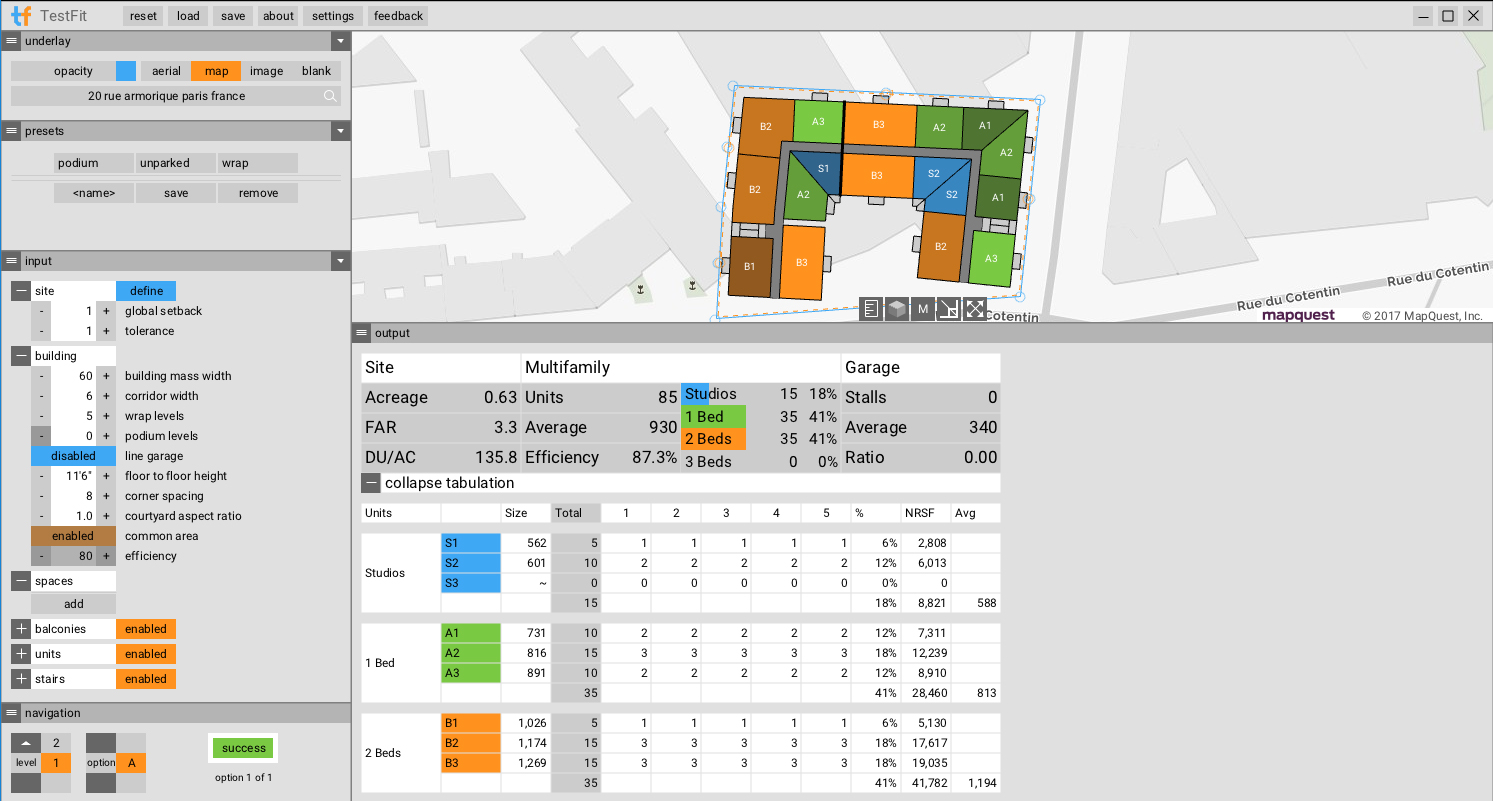 TestFit reset load save about settings feedback
underlay
opacity aerial map image blank
20 rue armorique paris france
presets
podium unparked wrap
<name> save remove
input
site define
- 1 + global setback
- 1 + tolerance
building
- 60 + building mass width
- 6 + corridor width
- 5 + wrap levels
- 0 + podium levels
disabled line garage
- 11'6" + floor to floor height
- 8 + corner spacing
- 1.0 + courtyard aspect ratio
enabled common area
- 80 + efficiency
spaces
add
balconies enabled
units enabled
stairs enabled
navigation
2
level 1 option A
success
option 1 of 1
B2 A3 B3 A2 A1
A2
S1 B3 S2
B2 A2 S2 A1
B1 B3 B2 A3
M
Cotentin
Rue du Cotentin
Rue du Cotentin
mapquest © 2017 MapQuest, Inc.
output
Site Multifamily Garage
Acreage 0.63 Units 85 Studios 15 18% Stalls 0
1 Bed 35 41%
FAR 3.3 Average 930 2 Beds 35 41% Average 340
DU/AC 135.8 Efficiency 87.3% 3 Beds 0 0% Ratio 0.00
collapse tabulation
Units Size Total 1 2 3 4 5 % NRSF Avg
S1 562 5 1 1 1 1 1 6% 2,808
S2 601 10 2 2 2 2 2 12% 6,013
Studios
S3 ~ 0 0 0 0 0 0 0% 0
15 18% 8,821 588
A1 731 10 2 2 2 2 2 12% 7,311
A2 816 15 3 3 3 3 3 18% 12,239
1 Bed
A3 891 10 2 2 2 2 2 12% 8,910
35 41% 28,460 813
B1 1,026 5 1 1 1 1 1 6% 5,130
B2 1,174 15 3 3 3 3 3 18% 17,617
2 Beds
B3 1,269 15 3 3 3 3 3 18% 19,035
35 41% 41,782 1,194